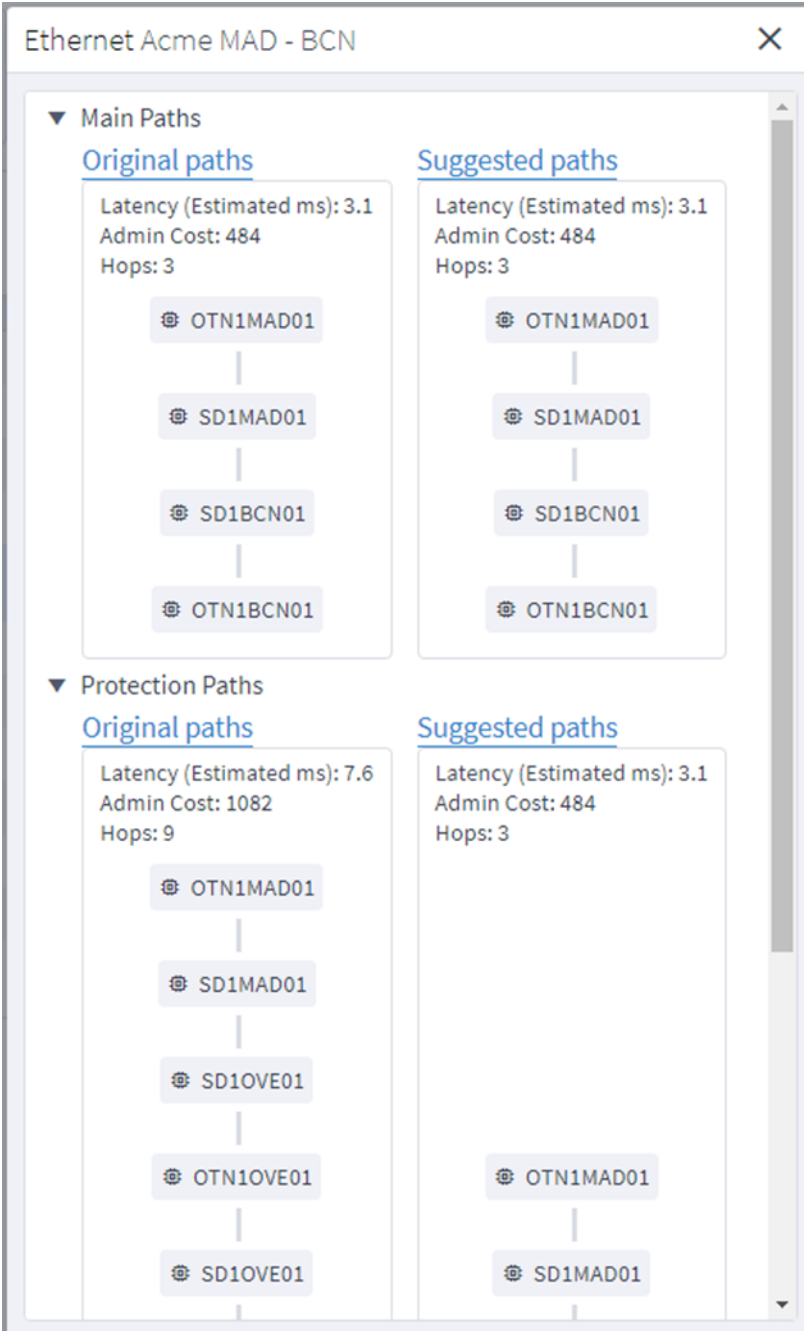 Ethernet Acme MAD - BCN
Main Paths
Original paths
Latency (Estimated ms): 3.1
Admin Cost: 484
Hops: 3
OTN1MAD01
SD1MAD01
SD1BCN01
OTN1BCN01
Suggested paths
Latency (Estimated ms): 3.1
Admin Cost: 484
Hops: 3
OTN1MAD01
SD1MAD01
SD1BCN01
OTN1BCN01
Protection Paths
Original paths
Latency (Estimated ms): 7.6
Admin Cost: 1082
Hops: 9
OTN1MAD01
SD1MAD01
SD1OVE01
OTN1OVE01
SD1OVE01
Suggested paths
Latency (Estimated ms): 3.1
Admin Cost: 484
Hops: 3
OTN1MAD01
SD1MAD01